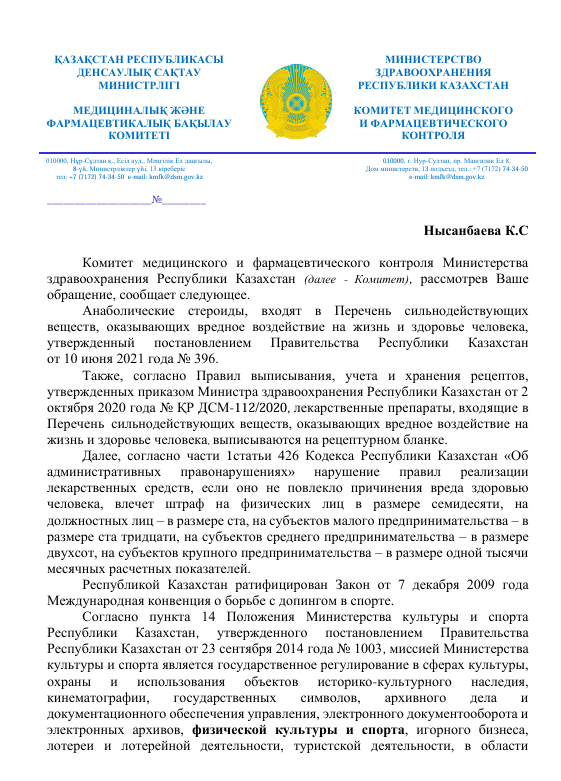 ҚАЗАҚСТАН РЕСПУБЛИКАСЫ
ДЕНСАУЛЫҚ САҚТАУ
МИНИСТРЛІГІ
МЕДИЦИНАЛЫҚ ЖӘНЕ
ФАРМАЦЕВТИКАЛЫҚ БАҚЫЛАУ
КОМИТЕТІ
МИНИСТЕРСТВО
ЗДРАВООХРАНЕНИЯ
РЕСПУБЛИКИ КАЗАХСТАН
КОМИТЕТ МЕДИЦИНСКОГО
И ФАРМАЦЕВТИЧЕСКОГО
КОНТРОЛЯ
010000, Нұр-Сұлтан қ., Есіл ауд., Мәңгілік Ел даңғылы,
8-үй, Министрліктер үйі, 13 кіреберіс
тел: +7 (7172) 74-34-50 e-mail: kmfk@dsm.gov.kz
010000, г. Нур-Султан, пр. Мангилик Ел 8,
Дом министерств, 13 подъезд, тел.: +7 (7172) 74-34-50
e-mail: kmfk@dsm.gov.kz
___________________№________
Нысанбаева К.С
Комитет медицинского и фармацевтического контроля Министерства
здравоохранения Республики Казахстан (далее - Комитет), рассмотрев Ваше
обращение, сообщает следующее.
Анаболические стероиды, входят в Перечень сильнодействующих
веществ, оказывающих вредное воздействие на жизнь и здоровье человека,
утвержденный постановлением Правительства Республики Казахстан
от 10 июня 2021 года № 396.
Также, согласно Правил выписывания, учета и хранения рецептов,
утвержденных приказом Министра здравоохранения Республики Казахстан от 2
октября 2020 года № ҚР ДСМ-112/2020, лекарственные препараты, входящие в
Перечень сильнодействующих веществ, оказывающих вредное воздействие на
жизнь и здоровье человека, выписываются на рецептурном бланке.
Далее, согласно части 1статьи 426 Кодекса Республики Казахстан «Об
административных правонарушениях» нарушение правил реализации
лекарственных средств, если оно не повлекло причинения вреда здоровью
человека, влечет штраф на физических лиц в размере семидесяти, на
должностных лиц – в размере ста, на субъектов малого предпринимательства – в
размере ста тридцати, на субъектов среднего предпринимательства – в размере
двухсот, на субъектов крупного предпринимательства – в размере одной тысячи
месячных расчетных показателей.
Республикой Казахстан ратифицирован Закон от 7 декабря 2009 года
Международная конвенция о борьбе с допингом в спорте.
Согласно пункта 14 Положения Министерства культуры и спорта
Республики Казахстан, утвержденного постановлением Правительства
Республики Казахстан от 23 сентября 2014 года № 1003, миссией Министерства
культуры и спорта является государственное регулирование в сферах культуры,
охраны и использования объектов историко-культурного наследия,
кинематографии, государственных символов, архивного дела и
документационного обеспечения управления, электронного документооборота и
электронных архивов, физической культуры и спорта, игорного бизнеса,
лотереи и лотерейной деятельности, туристской деятельности, в области